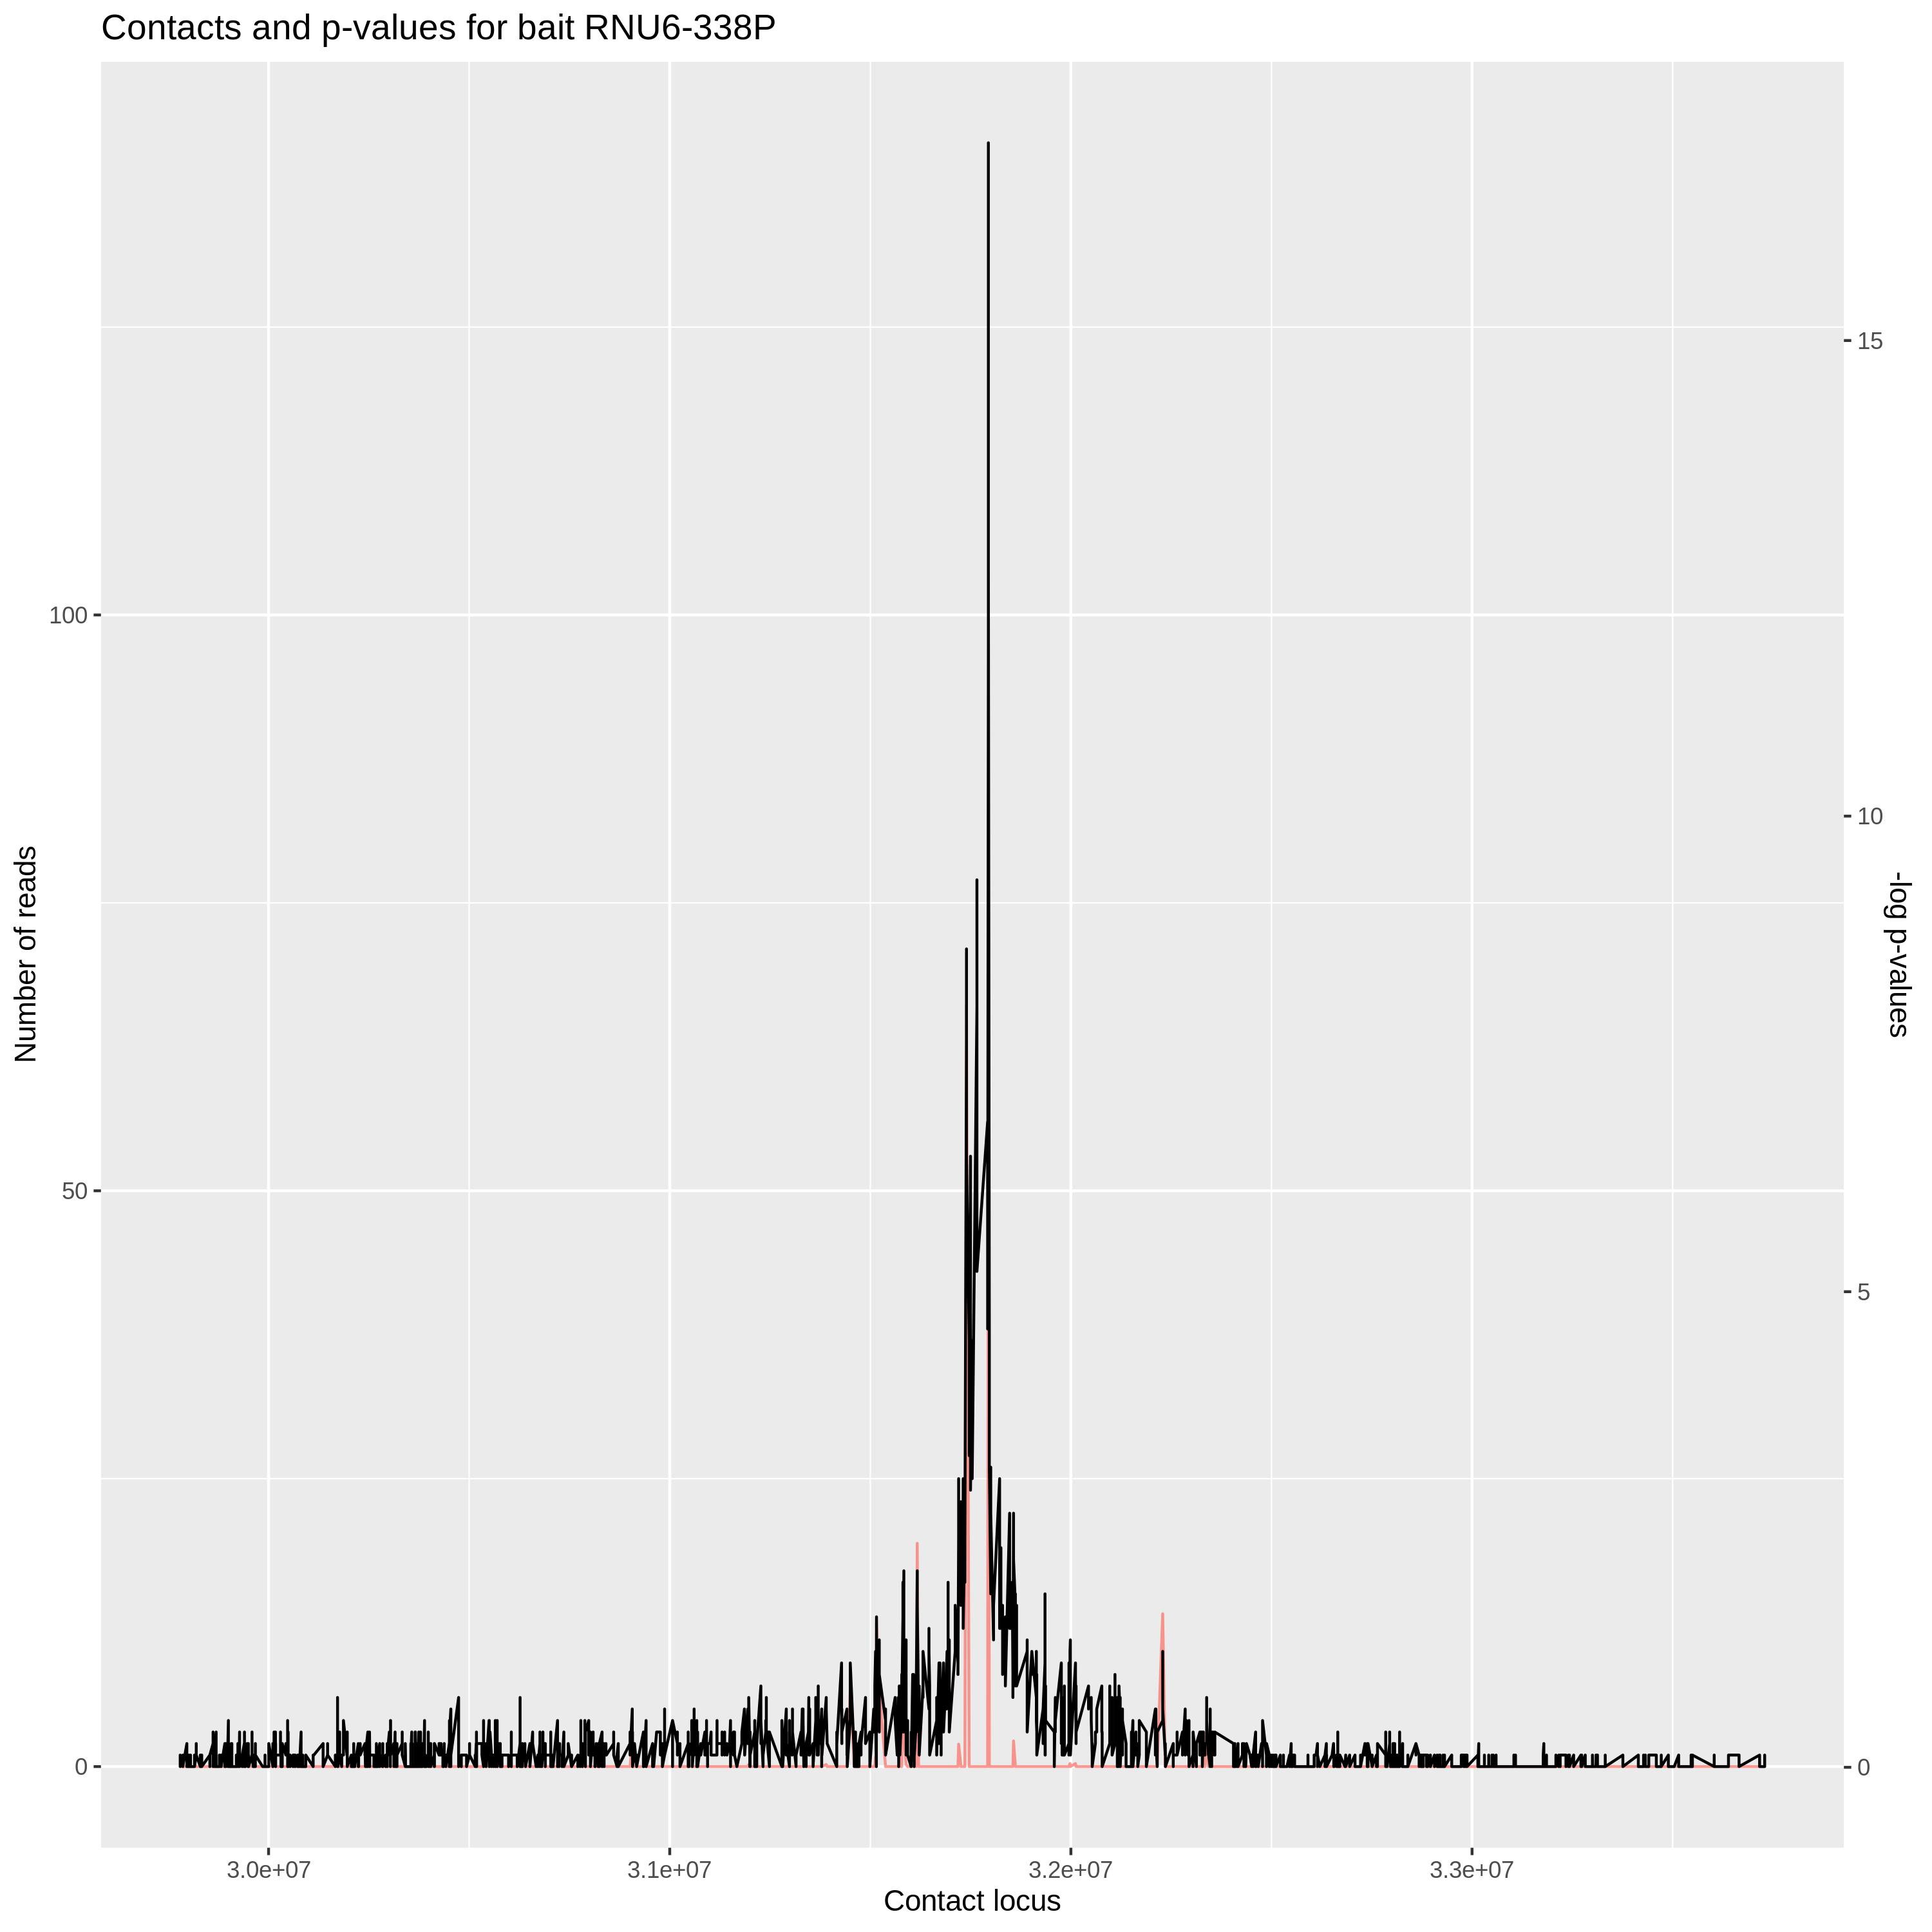 Contacts and p-values for bait RNU6-338P
Number of reads
100
50
0
15
10
5
0
-log p-values
3.0e+07
3.1e+07
3.2e+07
3.3e+07
Contact locus